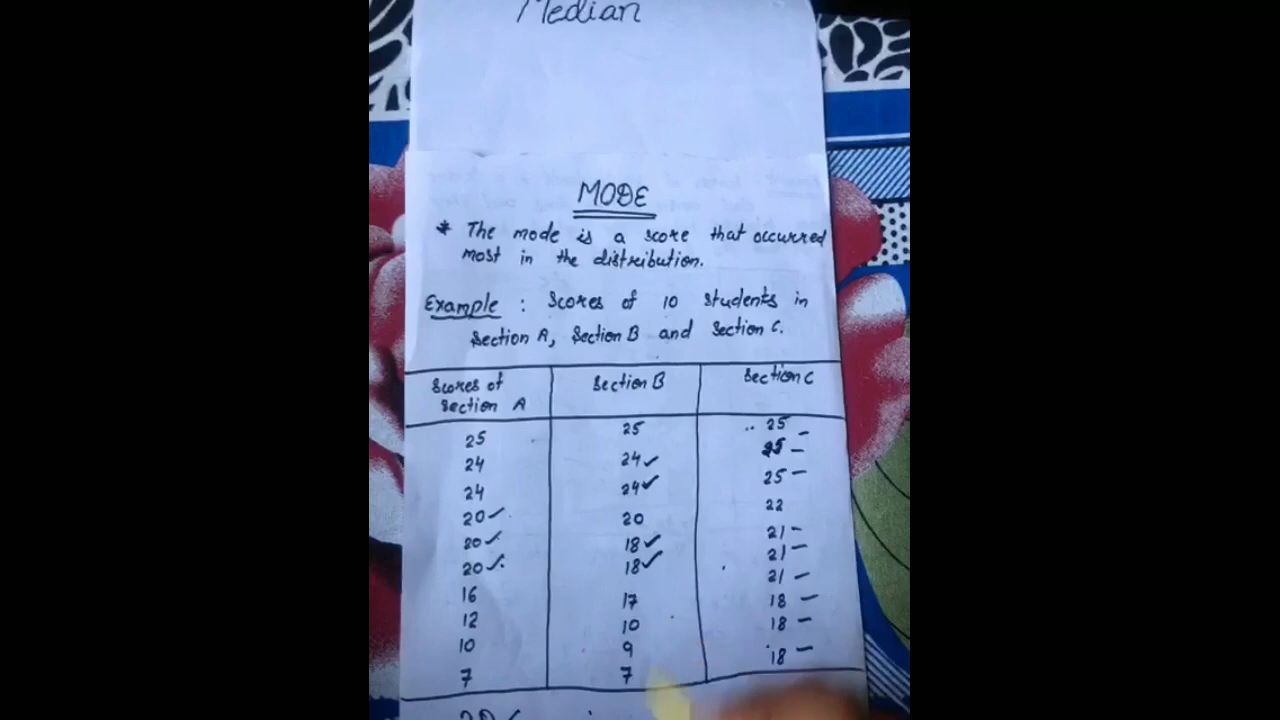 Median
MODE
* The mode is a score that occurred
most in the distribution.
Example : Scores of 10 students in
Section A, Section B and Section C.
Scores of Section B Section C
Section A
25 25 25 –
24 24 ✓ 25 –
24 24 ✓ 25 –
20 ✓ 20 22
20 ✓ 18 ✓ 21 –
20 ✓ 18 ✓ 21 –
16 17 21 –
12 10 18 –
10 9 18 –
7 7 18 –